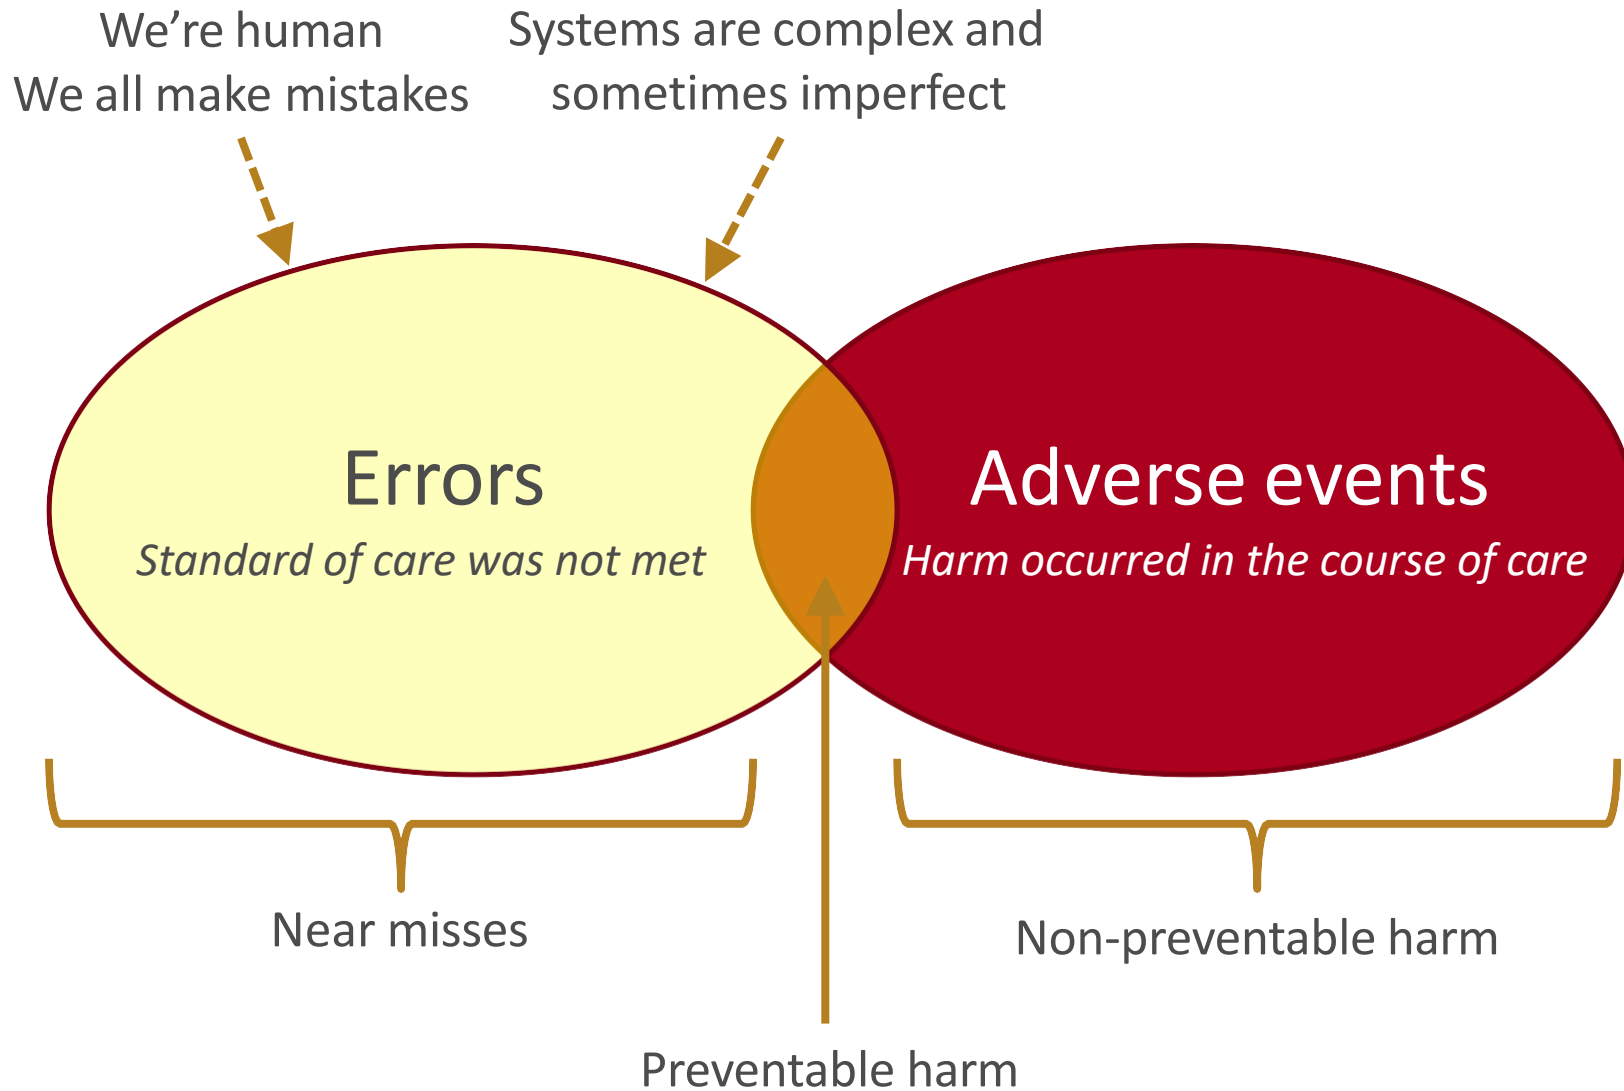 We’re human
We all make mistakes
Systems are complex and
sometimes imperfect
Errors
Standard of care was not met
Adverse events
Harm occurred in the course of care
Near misses
Non-preventable harm
Preventable harm